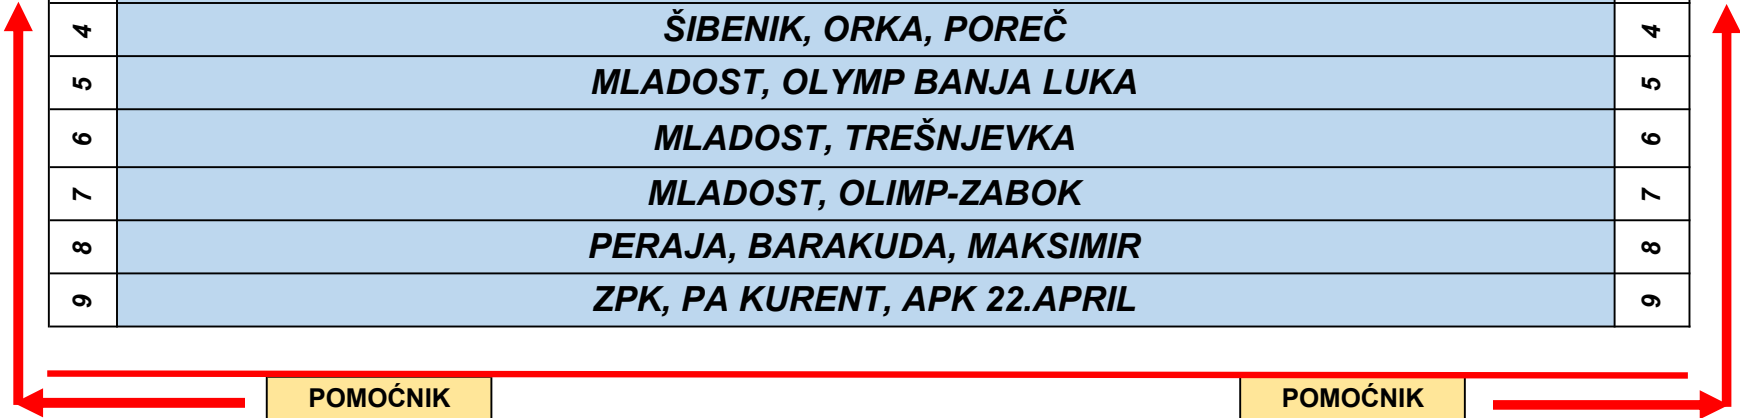 4 ŠIBENIK, ORKA, POREČ 4
5 MLADOST, OLYMP BANJA LUKA 5
6 MLADOST, TREŠNJEVKA 6
7 MLADOST, OLIMP-ZABOK 7
8 PERAJA, BARAKUDA, MAKSIMIR 8
9 ZPK, PA KURENT, APK 22.APRIL 9
POMOĆNIK POMOĆNIK